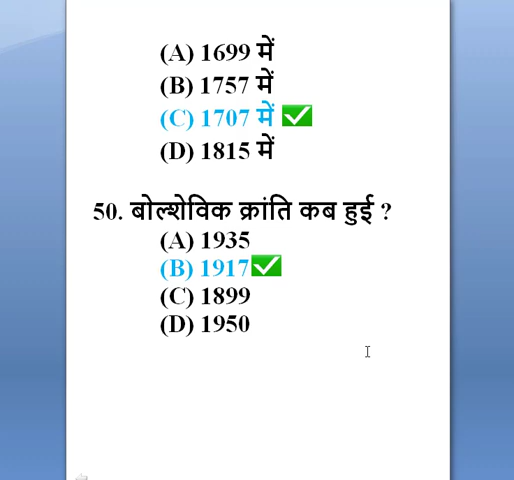 (A) 1699 में
(B) 1757 में
(C) 1707 में
(D) 1815 में
50. बोल्शेविक क्रांति कब हुई ?
(A) 1935
(B) 1917
(C) 1899
(D) 1950